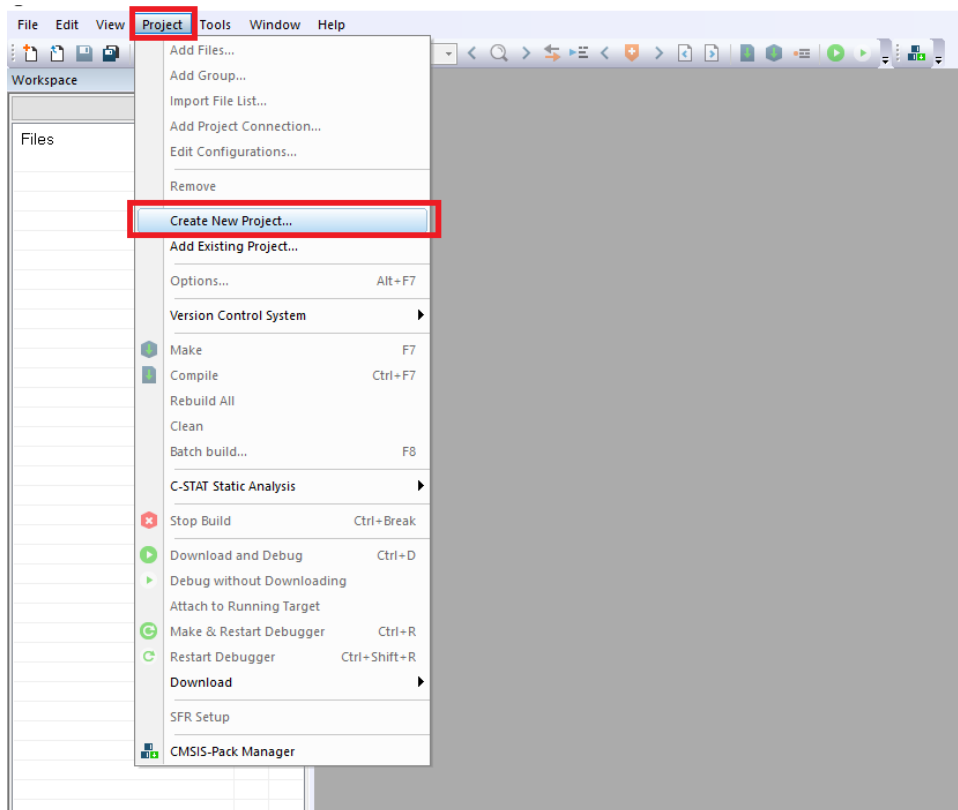 File Edit View Project Tools Window Help
Workspace
Files
Add Files...
Add Group...
Import File List...
Add Project Connection...
Edit Configurations...
Remove
Create New Project...
Add Existing Project...
Options... Alt+F7
Version Control System
Make F7
Compile Ctrl+F7
Rebuild All
Clean
Batch build... F8
C-STAT Static Analysis
Stop Build Ctrl+Break
Download and Debug Ctrl+D
Debug without Downloading
Attach to Running Target
Make & Restart Debugger Ctrl+R
Restart Debugger Ctrl+Shift+R
Download
SFR Setup
CMSIS-Pack Manager